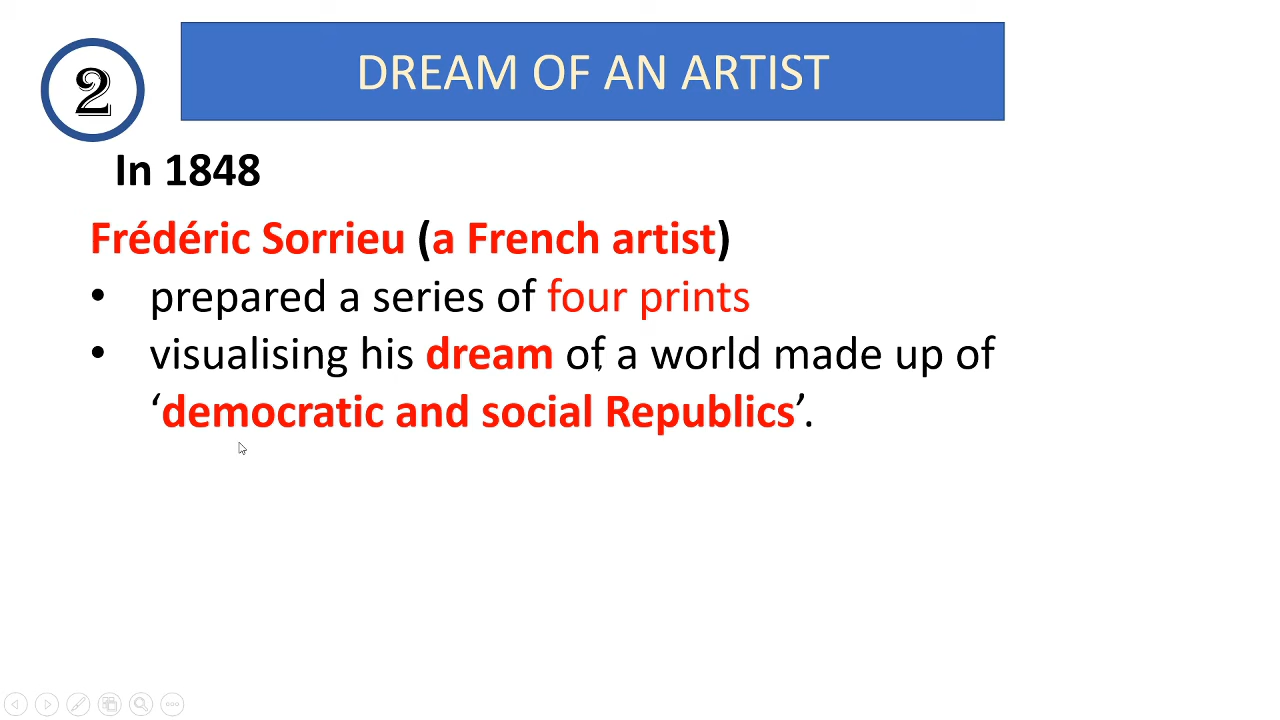 2
DREAM OF AN ARTIST
In 1848
Frédéric Sorrieu (a French artist)
• prepared a series of four prints
• visualising his dream of a world made up of
‘democratic and social Republics’.